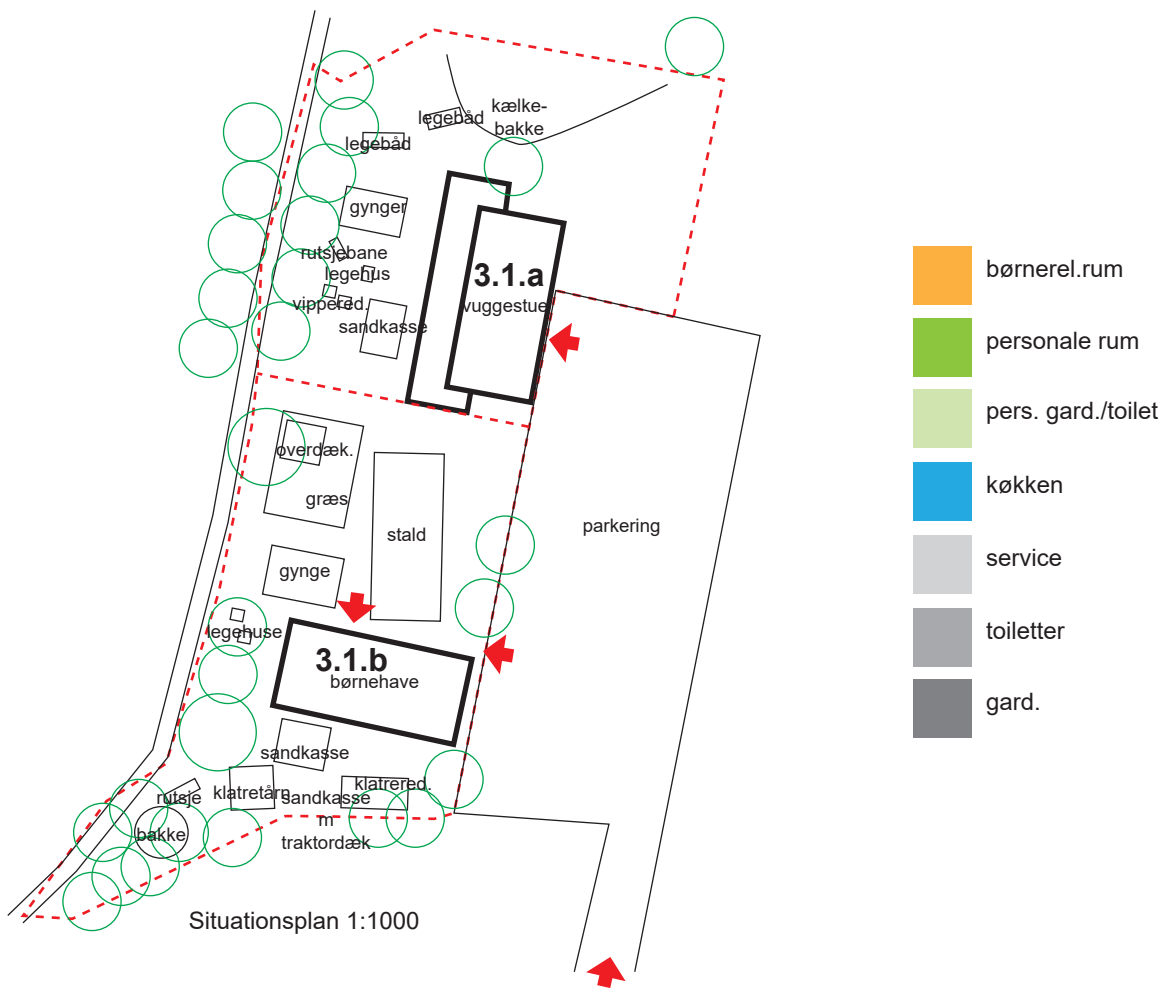 kælke-
bakke
legebåd
legebåd
gynger
rutsjebane
legehus
vippered.
sandkasse
3.1.a
vuggestue
overdæk.
græs
stald
parkering
gynge
legehuse
3.1.b
børnehave
sandkasse
rutsje
klatretårn
klatrered.
sandkasse
m
traktordæk
bakke
Situationsplan 1:1000
børnerel.rum
personale rum
pers. gard./toilet
køkken
service
toiletter
gard.